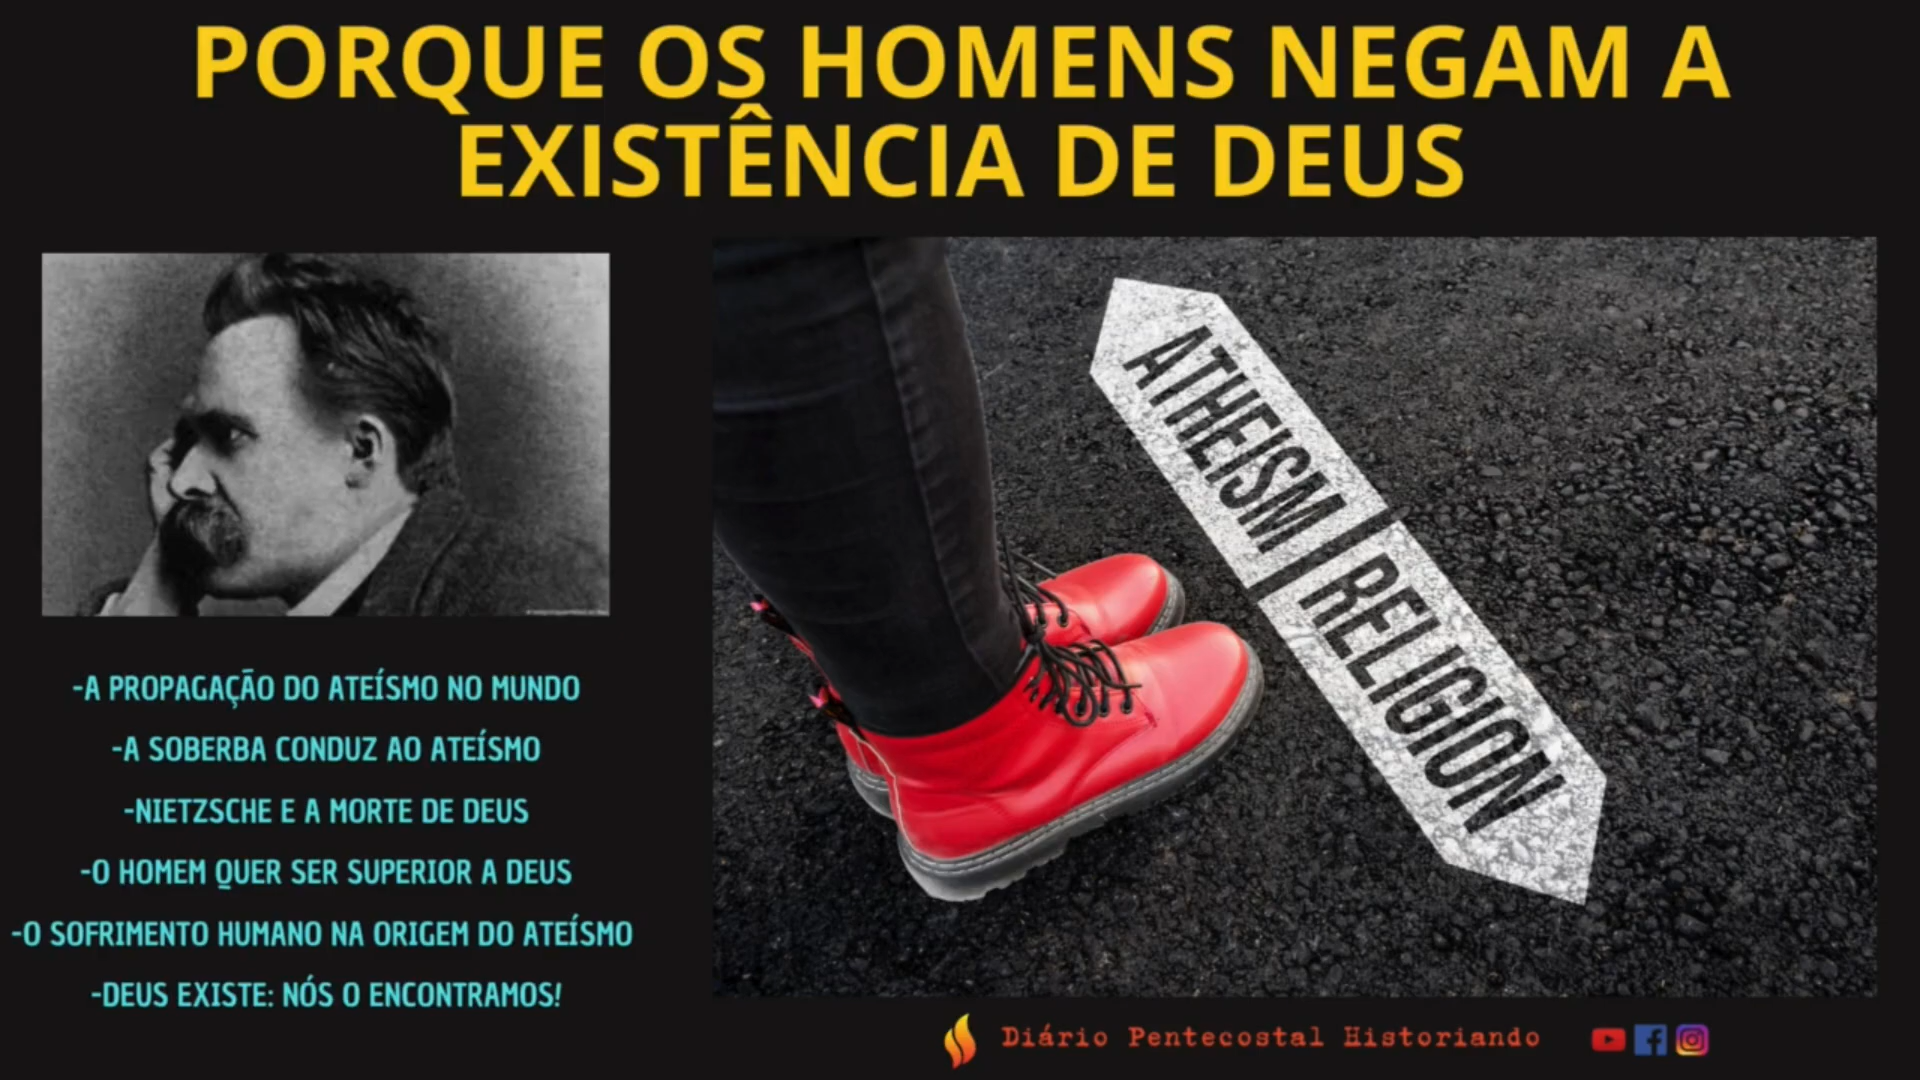 PORQUE OS HOMENS NEGAM A
EXISTÊNCIA DE DEUS
ATHEISM | RELIGION
-A PROPAGAÇÃO DO ATEÍSMO NO MUNDO
-A SOBERBA CONDUZ AO ATEÍSMO
-NIETZSCHE E A MORTE DE DEUS
-O HOMEM QUER SER SUPERIOR A DEUS
-O SOFRIMENTO HUMANO NA ORIGEM DO ATEÍSMO
-DEUS EXISTE: NÓS O ENCONTRAMOS!
Diário Pentecostal Historiando